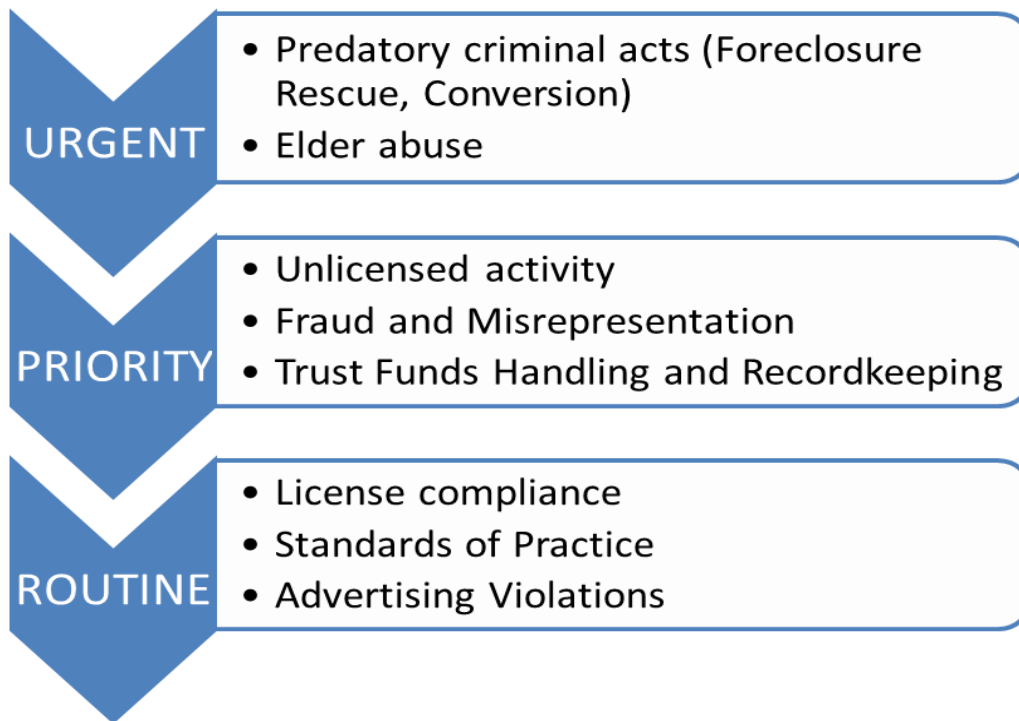 URGENT
• Predatory criminal acts (Foreclosure
Rescue, Conversion)
• Elder abuse
PRIORITY
• Unlicensed activity
• Fraud and Misrepresentation
• Trust Funds Handling and Recordkeeping
ROUTINE
• License compliance
• Standards of Practice
• Advertising Violations